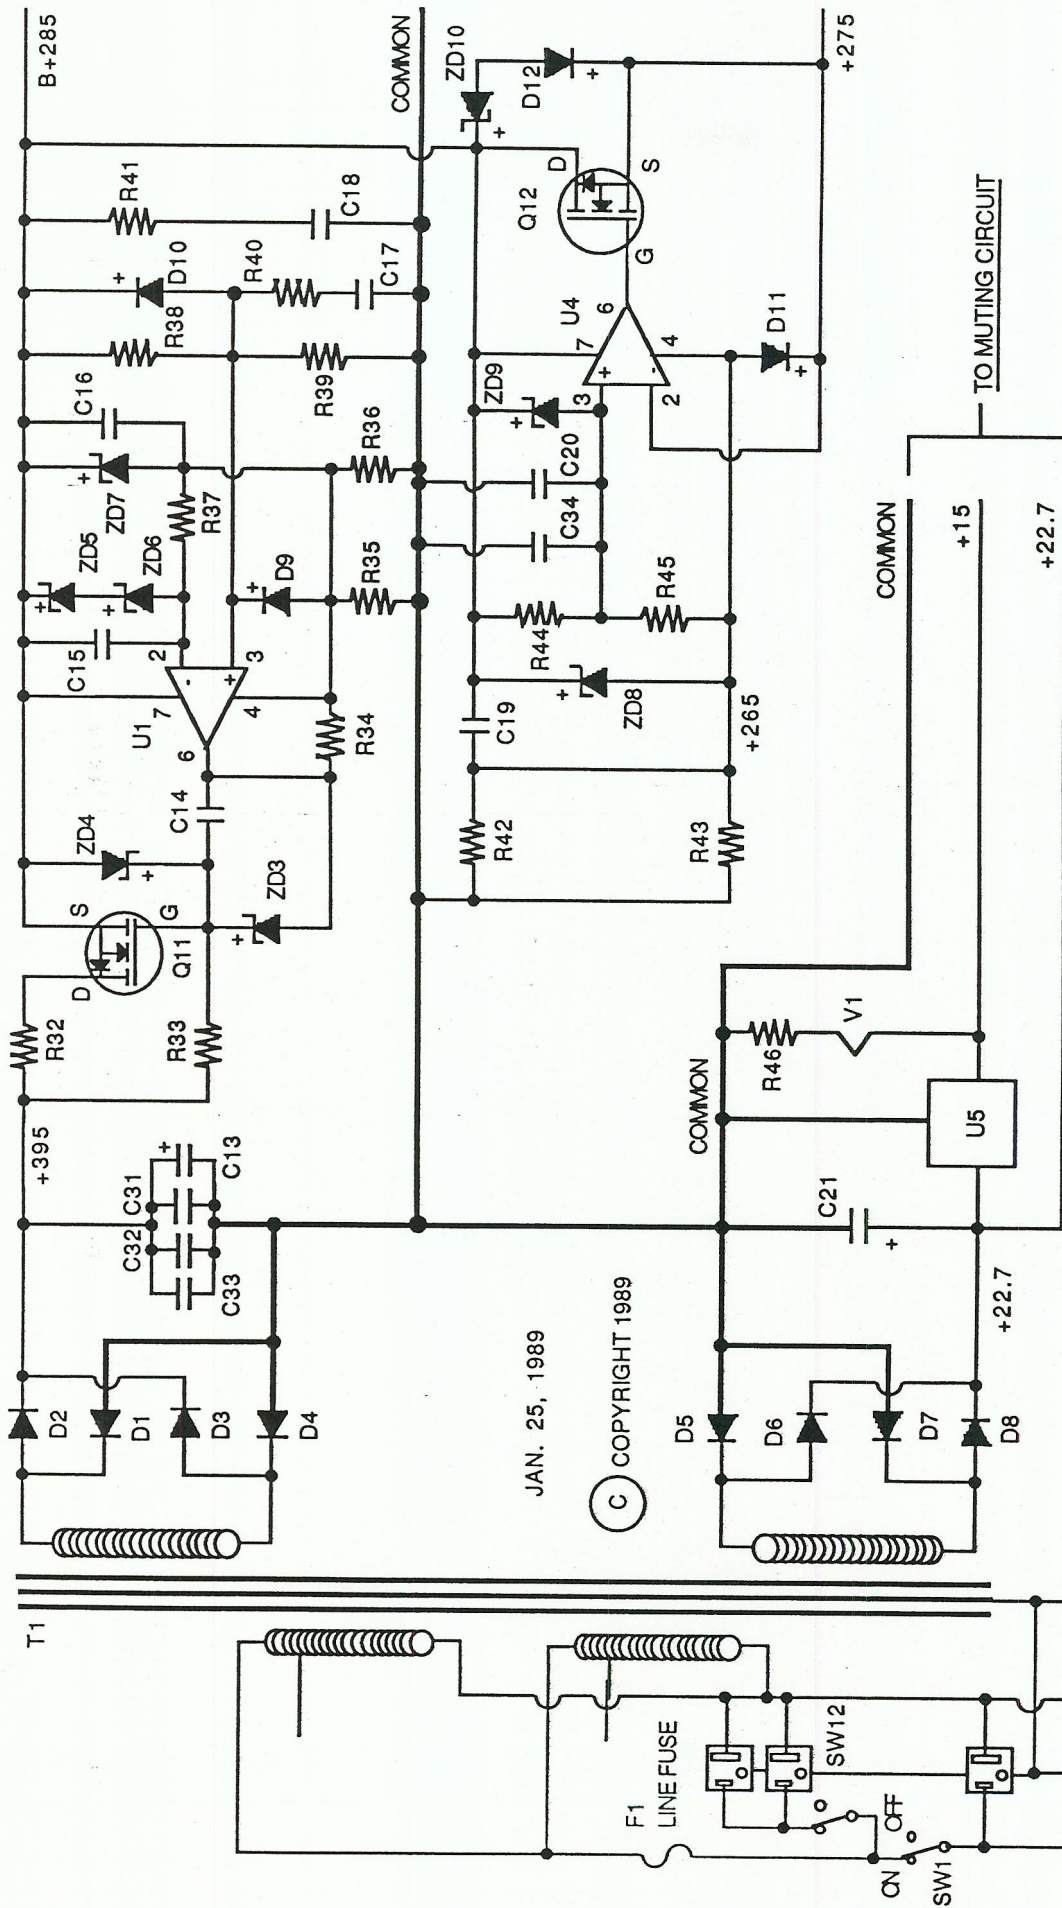 T1
F1
LINE FUSE
SW12
ON
OFF
SW1
D2
D1
D3
D4
JAN. 25, 1989
C COPYRIGHT 1989
D5
D6
D7
D8
+395
C33
C32
C31
C13
+
+22.7
C21
+
COMMON
U5
R46
V1
R32
R33
D
S
G
Q11
ZD4
+
ZD3
+
C14
R34
U1
6
7
4
2
-
+
3
C15
ZD5
+
ZD6
+
ZD7
+
C16
R37
D9
+
R35
R36
R38
R39
D10
+
R40
C17
R41
C18
B+285
COMMON
R42
R43
C19
ZD8
+
+265
R44
R45
C34
C20
ZD9
+
3
+
-
2
7
4
6
U4
D11
+
Q12
D
S
G
ZD10
+
D12
+
+275
COMMON
+15
+22.7
TO MUTING CIRCUIT